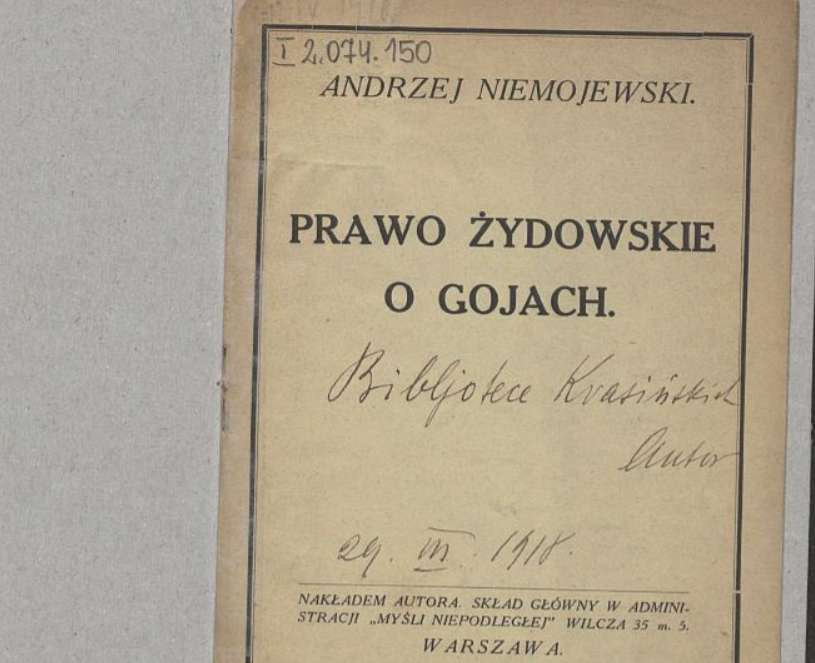 I 2.074.150
ANDRZEJ NIEMOJEWSKI.
PRAWO ŻYDOWSKIE
O GOJACH.
Bibljotece Krasińskich
Autor
29. III. 1918.
NAKŁADEM AUTORA. SKŁAD GŁÓWNY W ADMINI-
STRACJI „MYŚLI NIEPODLEGŁEJ” WILCZA 35 m. 5.
WARSZAWA.